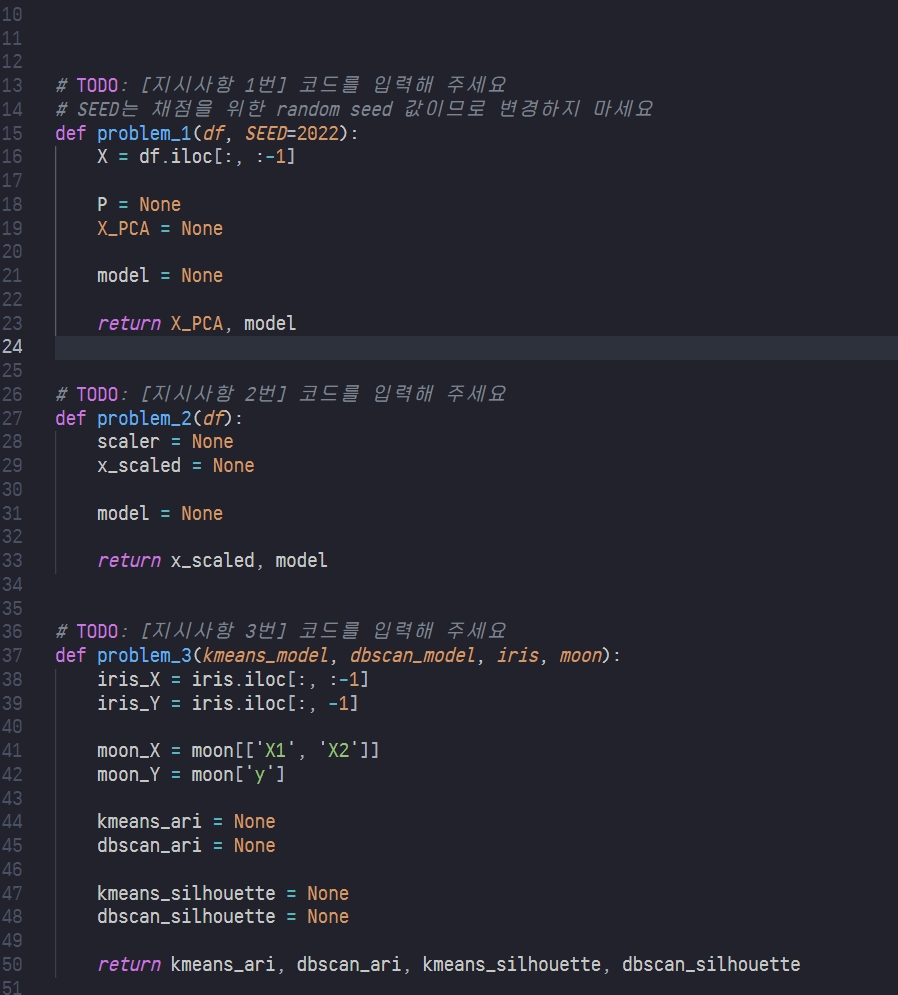 10
11
12
13 # TODO: [지시사항 1번] 코드를 입력해 주세요
14 # SEED는 채점을 위한 random seed 값이므로 변경하지 마세요
15 def problem_1(df, SEED=2022):
16     X = df.iloc[:, :-1]
17
18     P = None
19     X_PCA = None
20
21     model = None
22
23     return X_PCA, model
24
25
26 # TODO: [지시사항 2번] 코드를 입력해 주세요
27 def problem_2(df):
28     scaler = None
29     x_scaled = None
30
31     model = None
32
33     return x_scaled, model
34
35
36 # TODO: [지시사항 3번] 코드를 입력해 주세요
37 def problem_3(kmeans_model, dbscan_model, iris, moon):
38     iris_X = iris.iloc[:, :-1]
39     iris_Y = iris.iloc[:, -1]
40
41     moon_X = moon[['X1', 'X2']]
42     moon_Y = moon['y']
43
44     kmeans_ari = None
45     dbscan_ari = None
46
47     kmeans_silhouette = None
48     dbscan_silhouette = None
49
50     return kmeans_ari, dbscan_ari, kmeans_silhouette, dbscan_silhouette
51